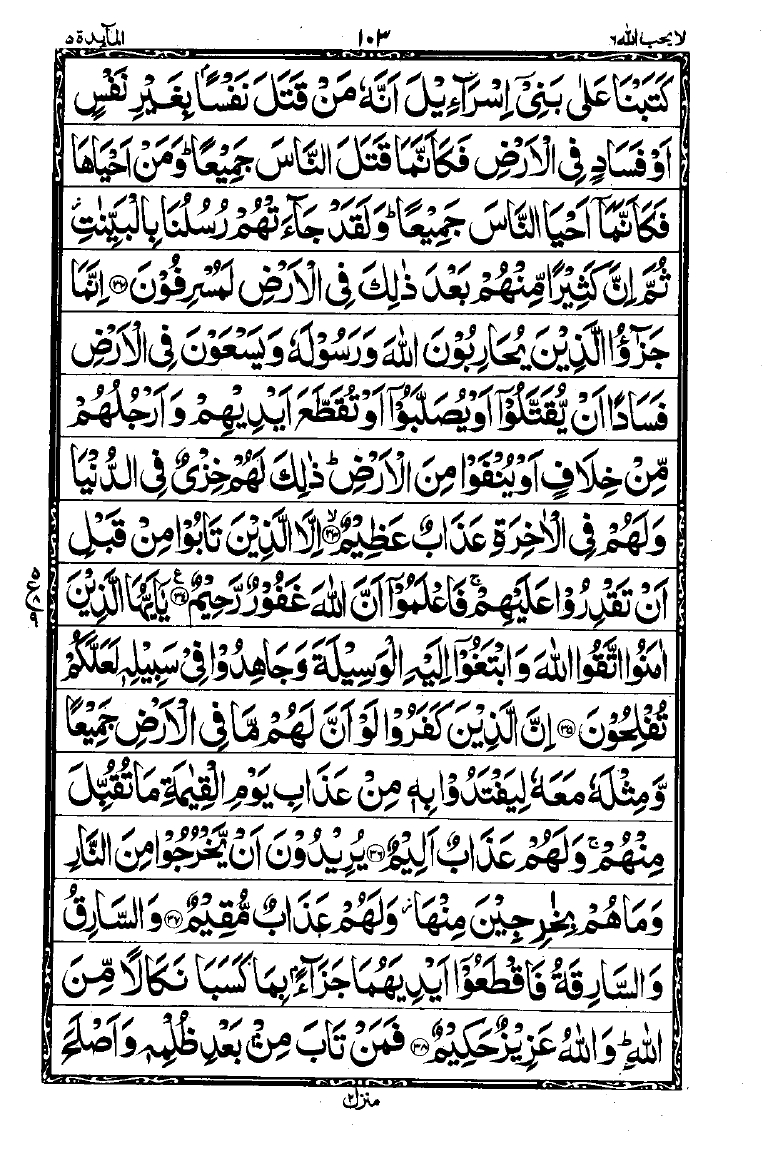 المآىدة ٥ ١٠٣ لا يحب الله ٦
كَتَبْنَا عَلٰى بَنِيْٓ اِسْرَآءِيْلَ اَنَّهٗ مَنْ قَتَلَ نَفْسًۢا بِغَيْرِ نَفْسٍ
اَوْ فَسَادٍ فِي الْاَرْضِ فَكَاَنَّمَا قَتَلَ النَّاسَ جَمِيْعًا ؕ وَمَنْ اَحْيَاهَا
فَكَاَنَّمَآ اَحْيَا النَّاسَ جَمِيْعًا ؕ وَلَقَدْ جَآءَتْهُمْ رُسُلُنَا بِالْبَيِّنٰتِ ؗ
ثُمَّ اِنَّ كَثِيْرًا مِّنْهُمْ بَعْدَ ذٰلِكَ فِي الْاَرْضِ لَمُسْرِفُوْنَ ۝٣٢ اِنَّمَا
جَزٰٓؤُا الَّذِيْنَ يُحَارِبُوْنَ اللّٰهَ وَرَسُوْلَهٗ وَيَسْعَوْنَ فِي الْاَرْضِ
فَسَادًا اَنْ يُّقَتَّلُوْٓا اَوْ يُصَلَّبُوْٓا اَوْ تُقَطَّعَ اَيْدِيْهِمْ وَاَرْجُلُهُمْ
مِّنْ خِلَافٍ اَوْ يُنْفَوْا مِنَ الْاَرْضِ ؕ ذٰلِكَ لَهُمْ خِزْيٌ فِي الدُّنْيَا
وَلَهُمْ فِي الْاٰخِرَةِ عَذَابٌ عَظِيْمٌ ۝٣٣ۙ اِلَّا الَّذِيْنَ تَابُوْا مِنْ قَبْلِ
اَنْ تَقْدِرُوْا عَلَيْهِمْ ۚ فَاعْلَمُوْٓا اَنَّ اللّٰهَ غَفُوْرٌ رَّحِيْمٌ ۝٣٤ع يٰٓاَيُّهَا الَّذِيْنَ
٥ ع ٨ ٩
اٰمَنُوا اتَّقُوا اللّٰهَ وَابْتَغُوْٓا اِلَيْهِ الْوَسِيْلَةَ وَجَاهِدُوْا فِيْ سَبِيْلِهٖ لَعَلَّكُمْ
تُفْلِحُوْنَ ۝٣٥ اِنَّ الَّذِيْنَ كَفَرُوْا لَوْ اَنَّ لَهُمْ مَّا فِي الْاَرْضِ جَمِيْعًا
وَّمِثْلَهٗ مَعَهٗ لِيَفْتَدُوْا بِهٖ مِنْ عَذَابِ يَوْمِ الْقِيٰمَةِ مَا تُقُبِّلَ
مِنْهُمْ ۚ وَلَهُمْ عَذَابٌ اَلِيْمٌ ۝٣٦ يُرِيْدُوْنَ اَنْ يَّخْرُجُوْا مِنَ النَّارِ
وَمَا هُمْ بِخٰرِجِيْنَ مِنْهَا ؗ وَلَهُمْ عَذَابٌ مُّقِيْمٌ ۝٣٧ وَالسَّارِقُ
وَالسَّارِقَةُ فَاقْطَعُوْٓا اَيْدِيَهُمَا جَزَآءًۢ بِمَا كَسَبَا نَكَالًا مِّنَ
اللّٰهِ ؕ وَاللّٰهُ عَزِيْزٌ حَكِيْمٌ ۝٣٨ فَمَنْ تَابَ مِنْۢ بَعْدِ ظُلْمِهٖ وَاَصْلَحَ
منزل ٢